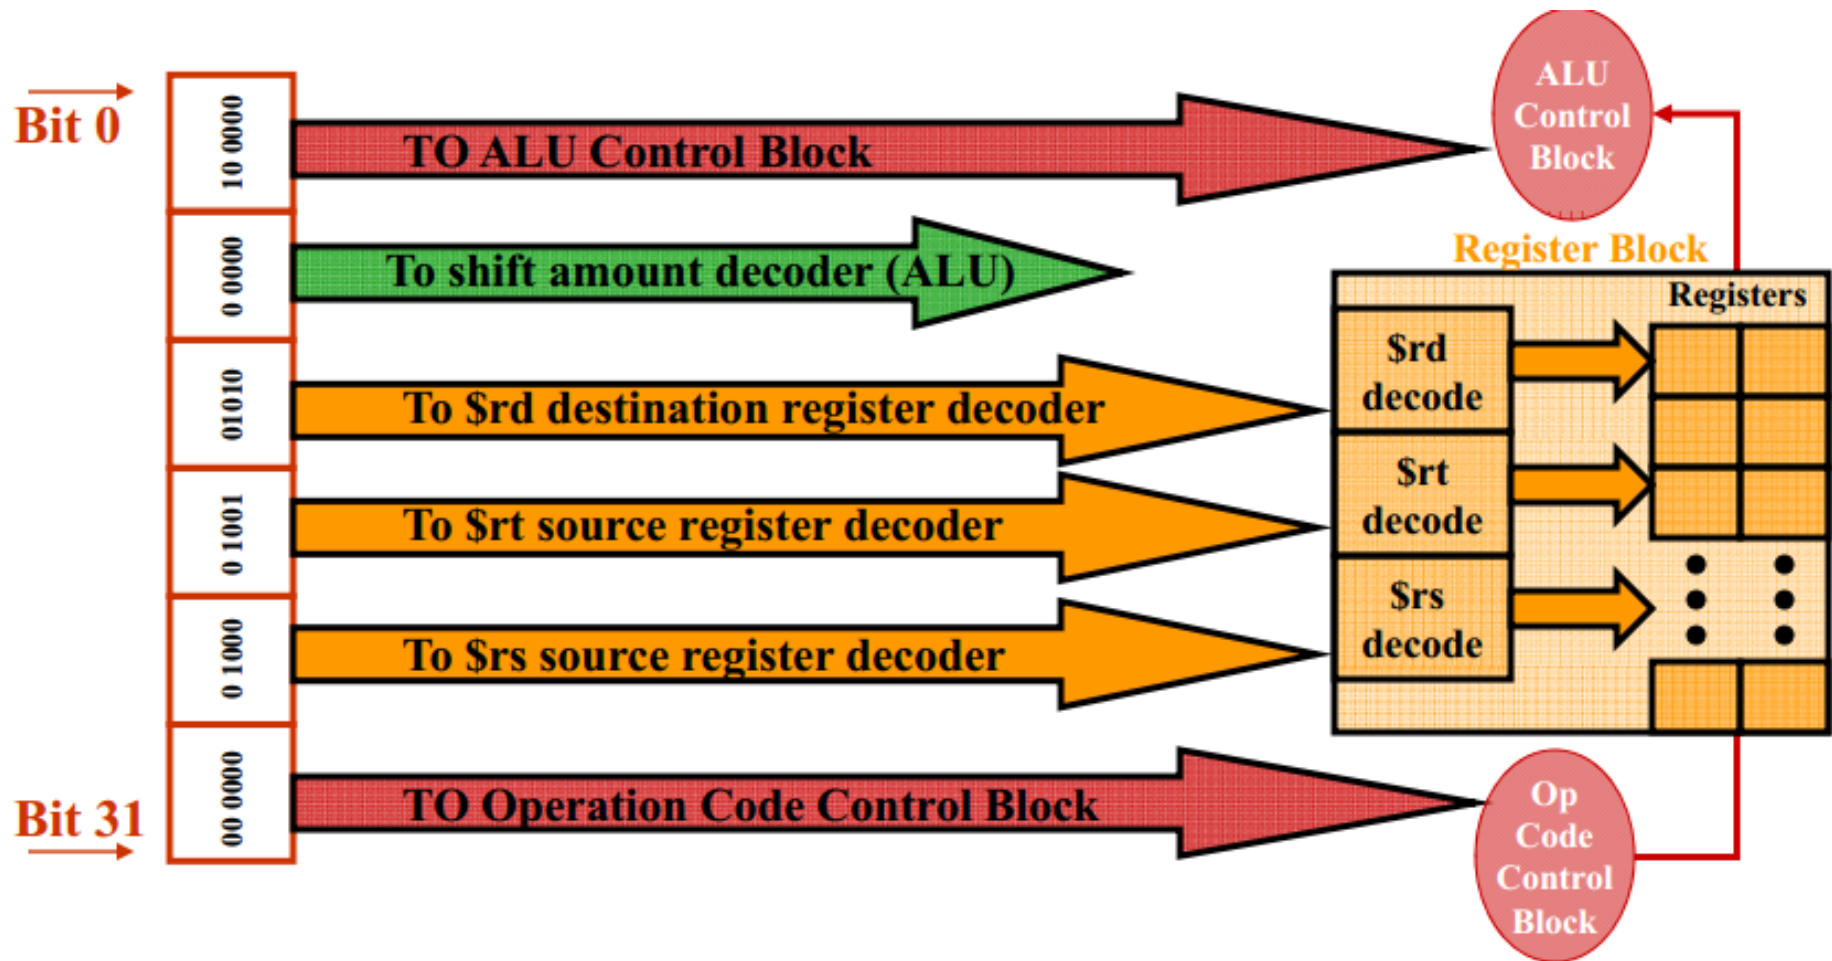 Bit 0
10 0000
TO ALU Control Block
ALU
Control
Block
0 0000
To shift amount decoder (ALU)
Register Block
Registers
01010
To $rd destination register decoder
$rd
decode
0 1001
To $rt source register decoder
$rt
decode
0 1000
To $rs source register decoder
$rs
decode
Bit 31
00 0000
TO Operation Code Control Block
Op
Code
Control
Block